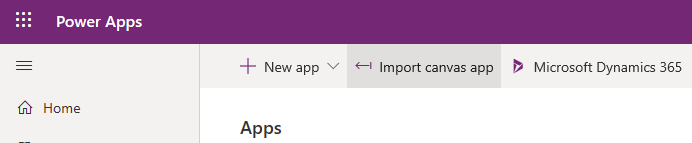 Power Apps
New app Import canvas app Microsoft Dynamics 365
Home
Apps